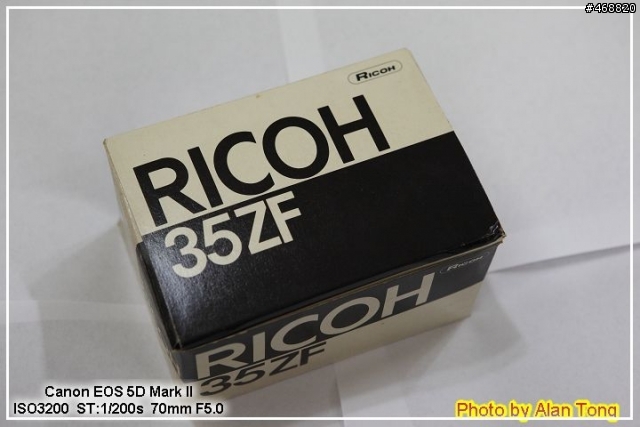 #468820
RICOH
RICOH
35ZF
RICOH
RICOH
35ZF
Canon EOS 5D Mark II
ISO3200 ST:1/200s 70mm F5.0
Photo by Alan Tong